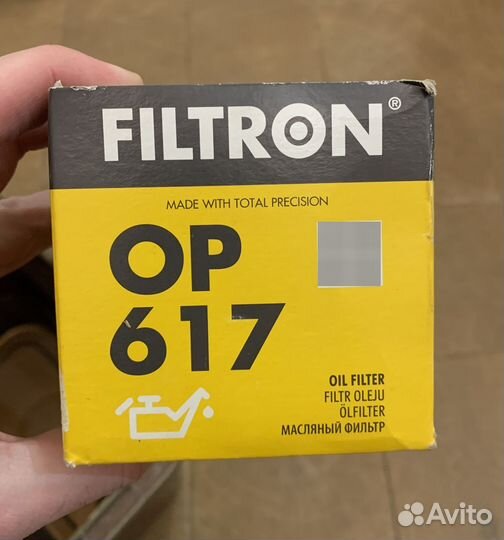 FILTRON®
MADE WITH TOTAL PRECISION
OP
617
OIL FILTER
FILTR OLEJU
ÖLFILTER
МАСЛЯНЫЙ ФИЛЬТР
Avito